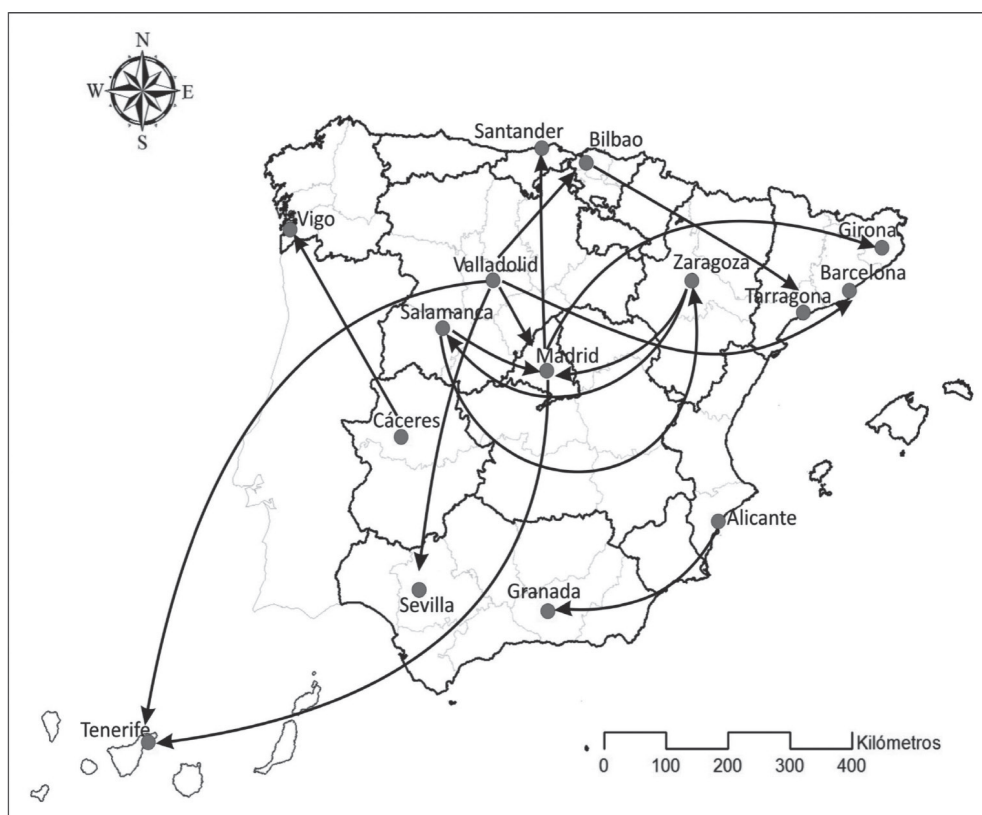 N
W E
S
Santander
Bilbao
Vigo
Girona
Valladolid
Zaragoza
Barcelona
Tarragona
Salamanca
Madrid
Cáceres
Alicante
Granada
Sevilla
Tenerife
Kilómetros
0 100 200 300 400